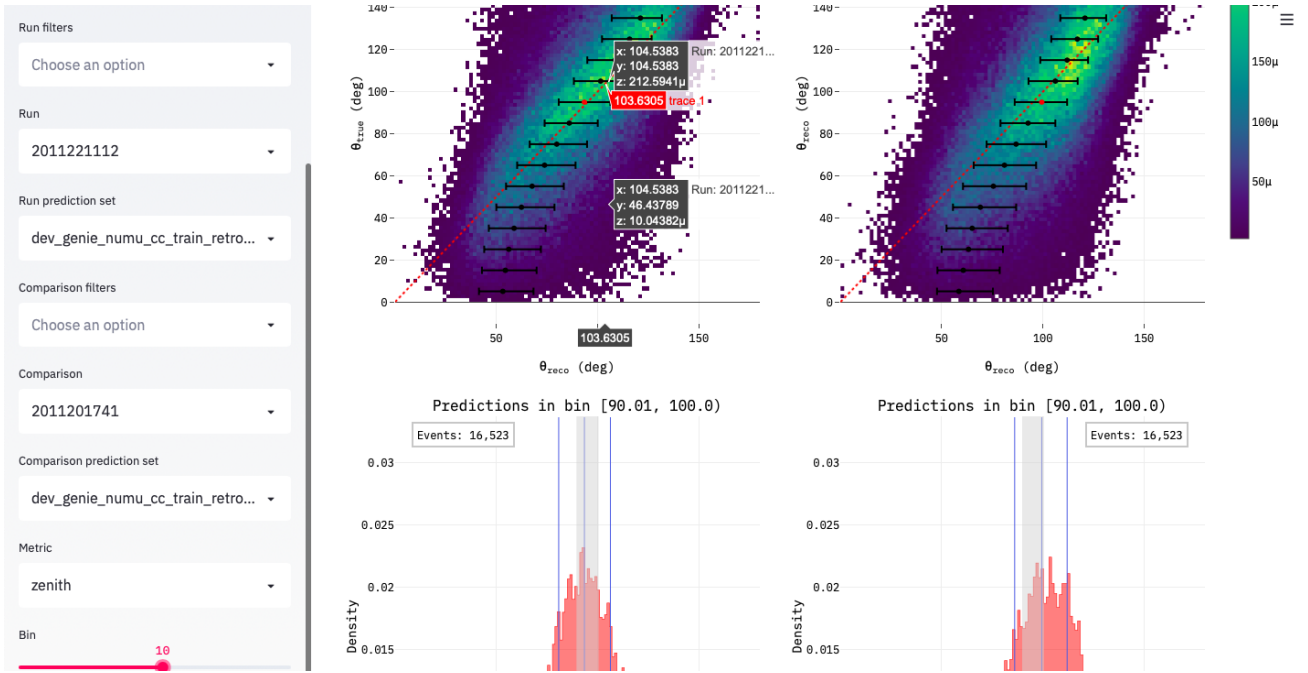 Run filters
Choose an option
Run
2011221112
Run prediction set
dev_genie_numu_cc_train_retro...
Comparison filters
Choose an option
Comparison
2011201741
Comparison prediction set
dev_genie_numu_cc_train_retro...
Metric
zenith
Bin
10
140
120
100
80
60
40
20
0
θtrue (deg)
x: 104.5383
y: 104.5383
z: 212.5941μ
Run: 2011221...
103.6305 trace 1
x: 104.5383
y: 46.43789
z: 10.04382μ
Run: 2011221...
50
103.6305
150
θreco (deg)
140
120
100
80
60
40
20
0
θreco (deg)
50
100
150
θreco (deg)
150μ
100μ
50μ
Predictions in bin [90.01, 100.0)
Events: 16,523
0.03
0.025
0.02
0.015
Density
Predictions in bin [90.01, 100.0)
Events: 16,523
0.03
0.025
0.02
0.015
Density